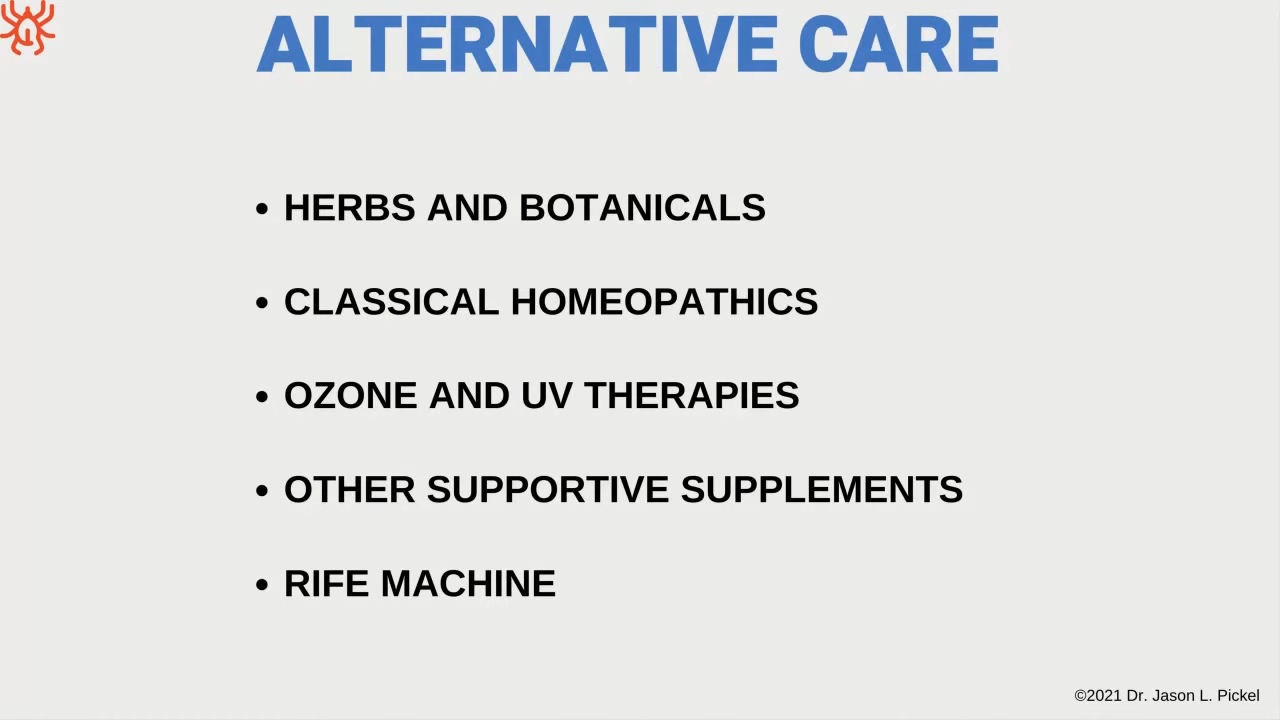 ALTERNATIVE CARE
• HERBS AND BOTANICALS
• CLASSICAL HOMEOPATHICS
• OZONE AND UV THERAPIES
• OTHER SUPPORTIVE SUPPLEMENTS
• RIFE MACHINE
©2021 Dr. Jason L. Pickel